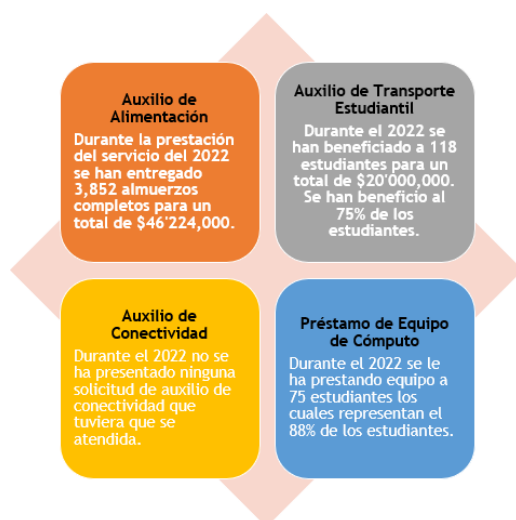 Auxilio de
Alimentación
Durante la prestación
del servicio del 2022
se han entregado
3,852 almuerzos
completos para un
total de $46'224,000.
Auxilio de Transporte
Estudiantil
Durante el 2022 se
han beneficiado a 118
estudiantes para un
total de $20'000,000.
Se han beneficio al
75% de los
estudiantes.
Auxilio de
Conectividad
Durante el 2022 no se
ha presentado ninguna
solicitud de auxilio de
conectividad que
tuviera que se
atendida.
Préstamo de Equipo
de Cómputo
Durante el 2022 se le
ha prestando equipo a
75 estudiantes los
cuales representan el
88% de los estudiantes.